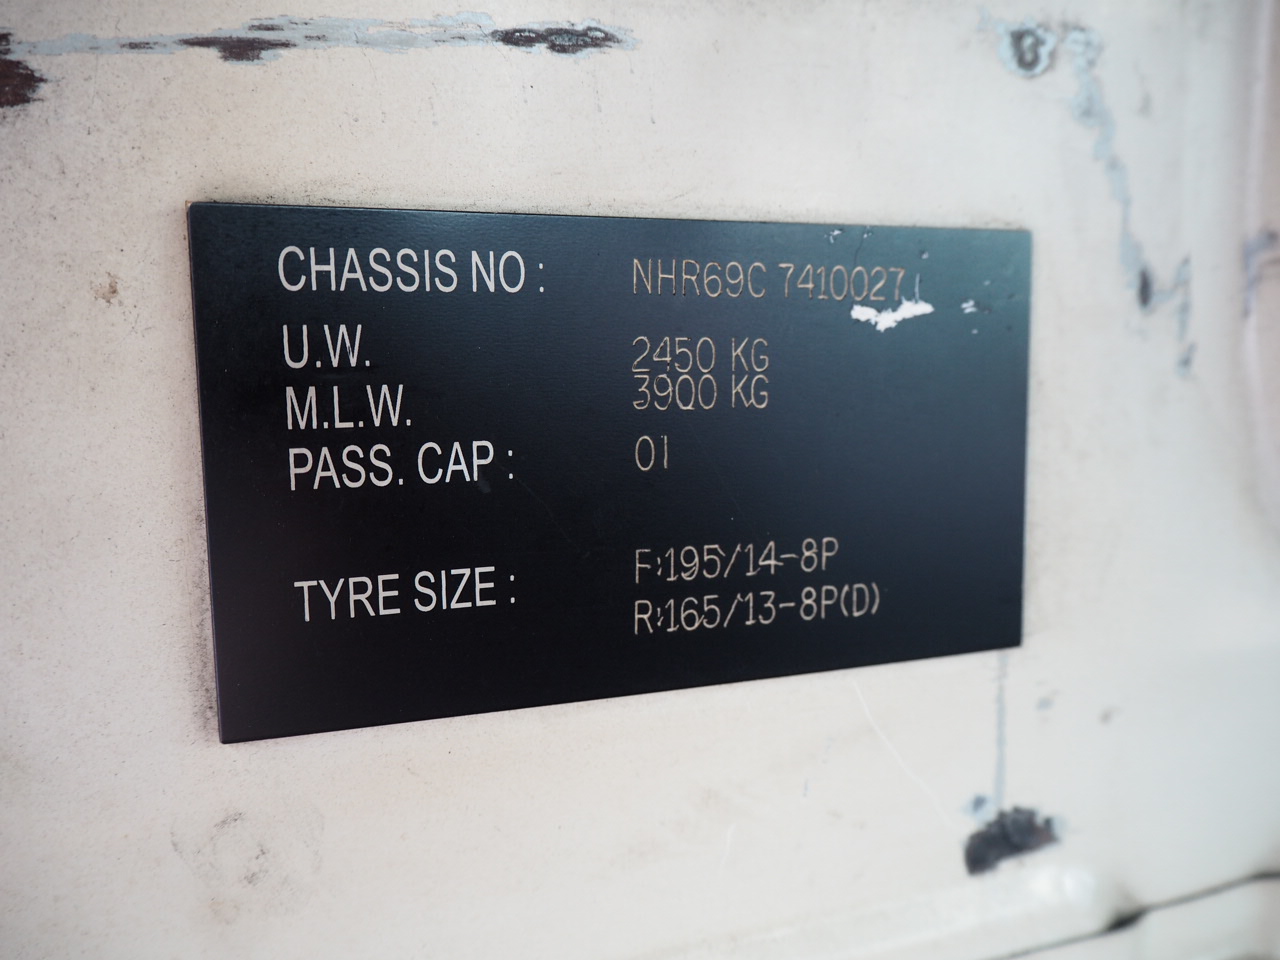 CHASSIS NO : NHR69C 7410027
U.W. 2450 KG
M.L.W. 3900 KG
PASS. CAP : 01
TYRE SIZE : F:195/14-8P
R:165/13-8P(D)